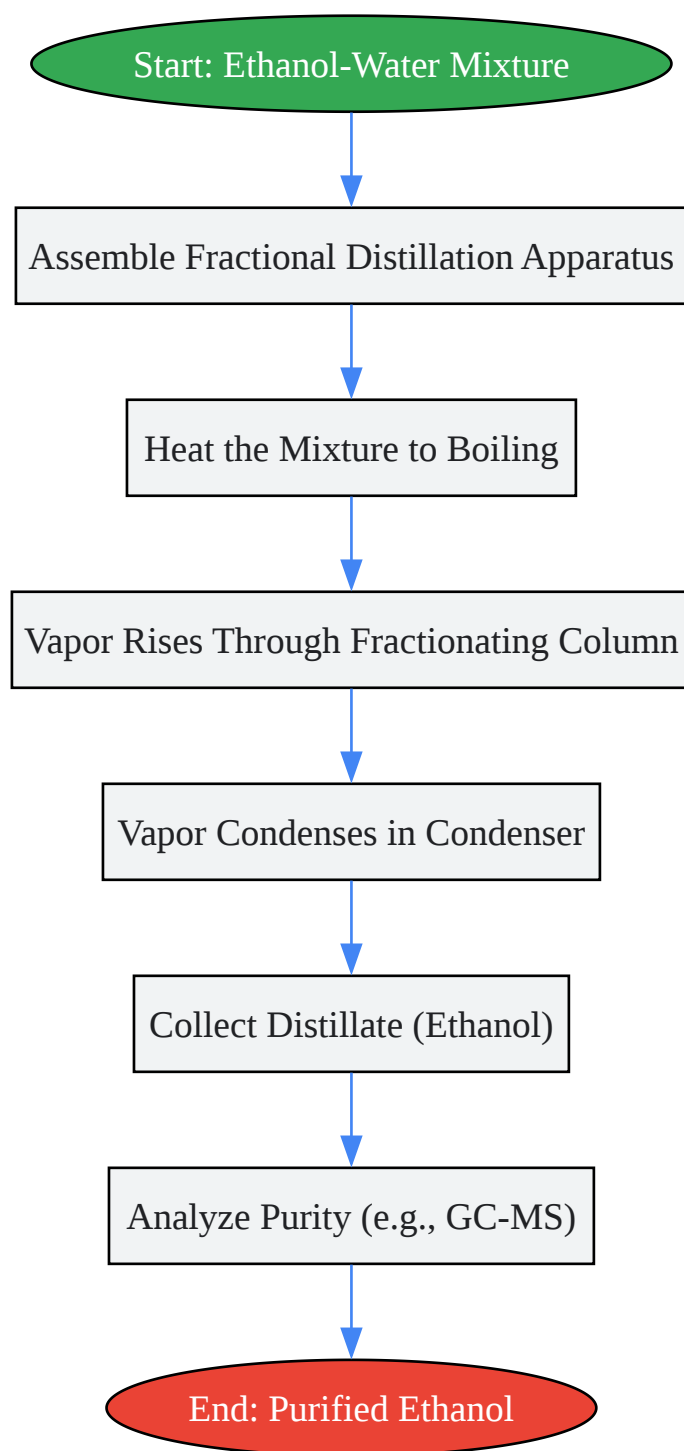 Start: Ethanol-Water Mixture
Assemble Fractional Distillation Apparatus
Heat the Mixture to Boiling
Vapor Rises Through Fractionating Column
Vapor Condenses in Condenser
Collect Distillate (Ethanol)
Analyze Purity (e.g., GC-MS)
End: Purified Ethanol